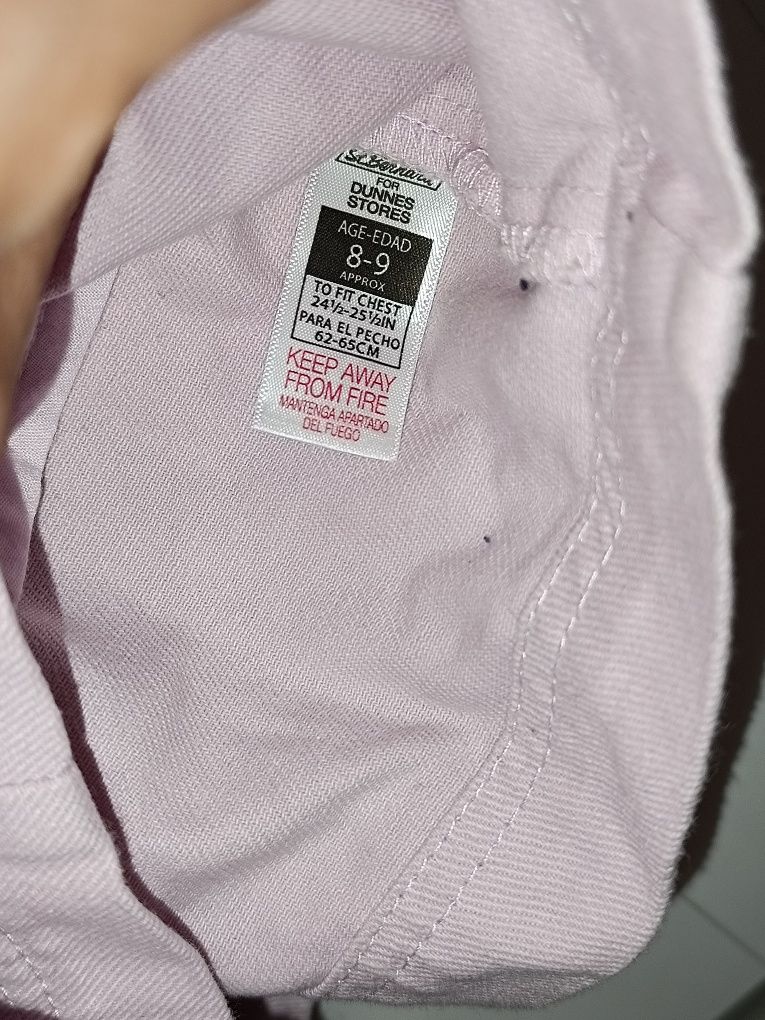 St.Bernard
FOR
DUNNES
STORES
AGE-EDAD
8-9
APPROX
TO FIT CHEST
24½-25½IN
PARA EL PECHO
62-65CM
KEEP AWAY
FROM FIRE
MANTENGA APARTADO
DEL FUEGO